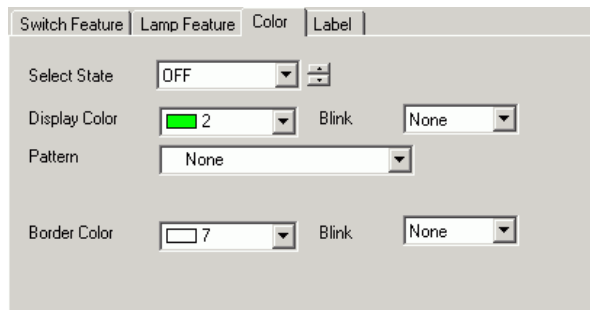 Switch Feature Lamp Feature Color Label
Select State OFF
Display Color 2 Blink None
Pattern None
Border Color 7 Blink None